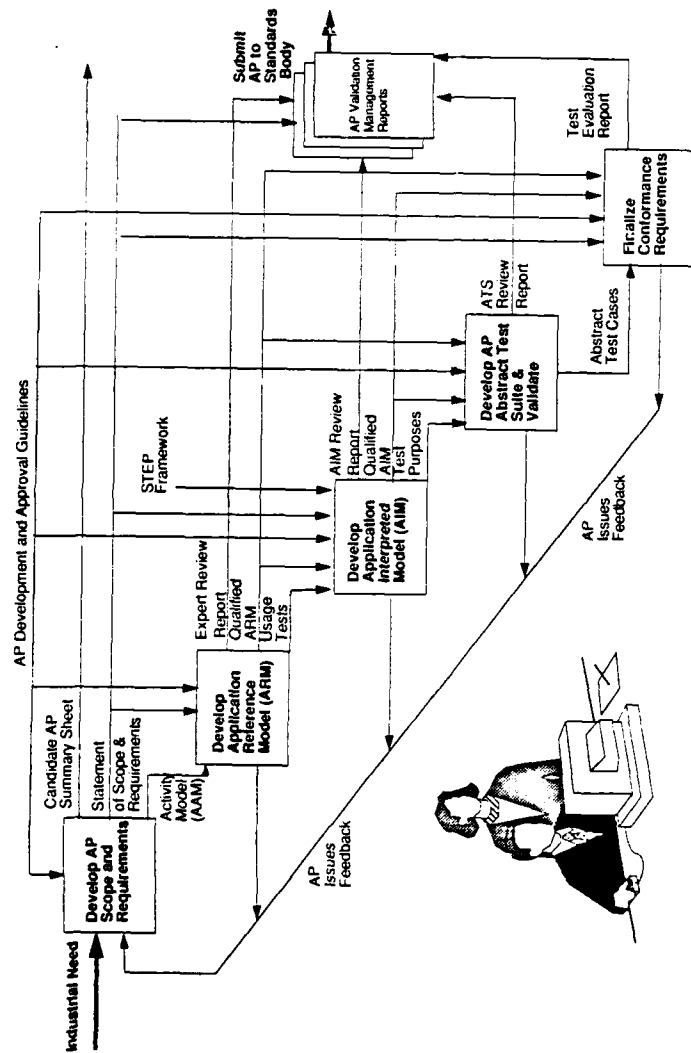 AP Development and Approval Guidelines
Industrial Need
Develop AP
Scope and
Requirements
Candidate AP
Summary Sheet
Statement
of Scope &
Requirements
Activity
Model
(AAM)
Develop
Application
Reference
Model (ARM)
Expert Review
Report
Qualified
ARM
Usage
Tests
STEP
Framework
Develop
Application
Interpreted
Model (AIM)
AIM Review
Report
Qualified
AIM
Test
Purposes
Develop AP
Abstract Test
Suite &
Validate
ATS
Review
Report
Abstract
Test Cases
Finalize
Conformance
Requirements
Test
Evaluation
Report
AP Validation
Management
Reports
Submit
AP to
Standards
Body
AP
Issues
Feedback
AP
Issues
Feedback